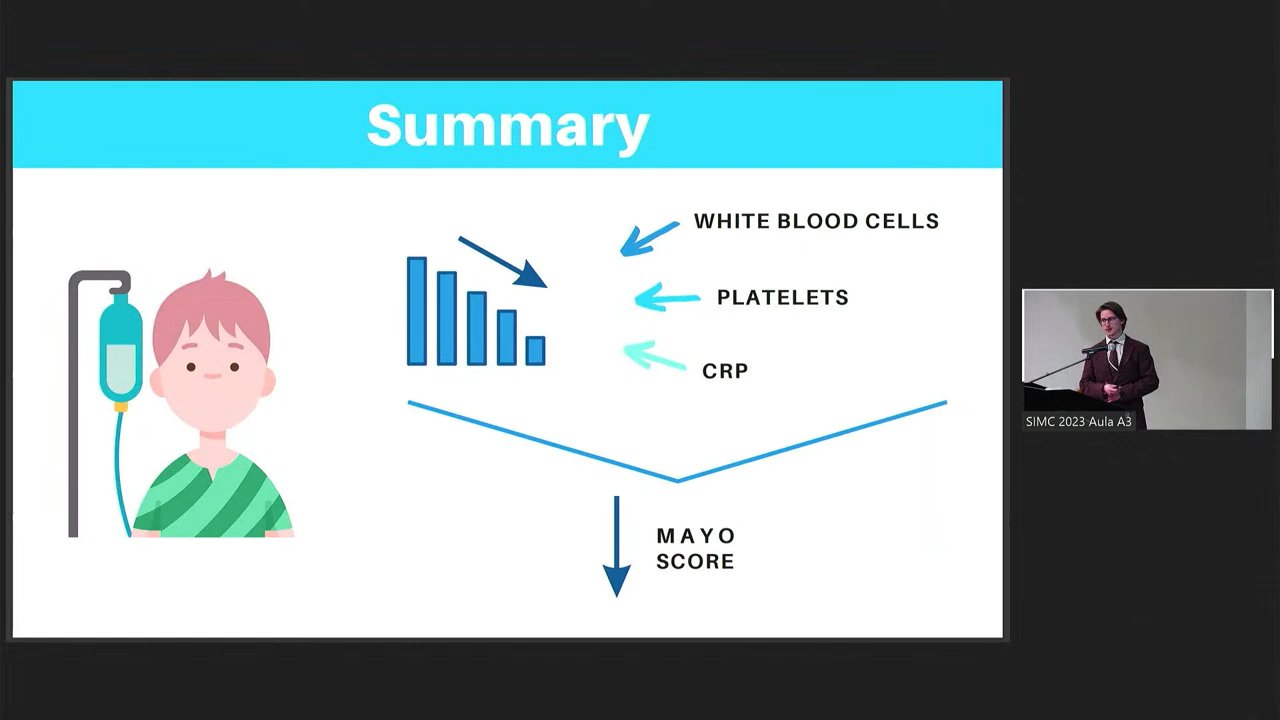 Summary
WHITE BLOOD CELLS
PLATELETS
CRP
MAYO
SCORE
SIMC 2023 Aula A3